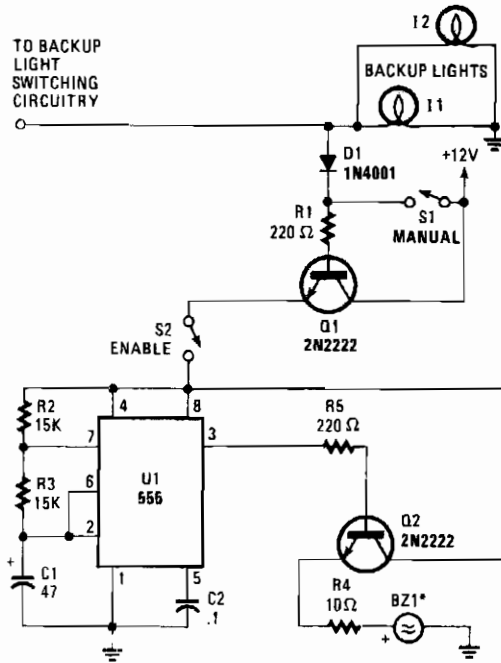 I2
TO BACKUP
LIGHT
SWITCHING
CIRCUITRY
BACKUP LIGHTS
I1
D1
1N4001
+12V
R1
220 Ω
S1
MANUAL
Q1
2N2222
S2
ENABLE
R2
15K
4
8
7
3
R5
220 Ω
R3
15K
6
U1
555
2
Q2
2N2222
+
C1
47
1
5
C2
.1
R4
10Ω
BZ1*
+